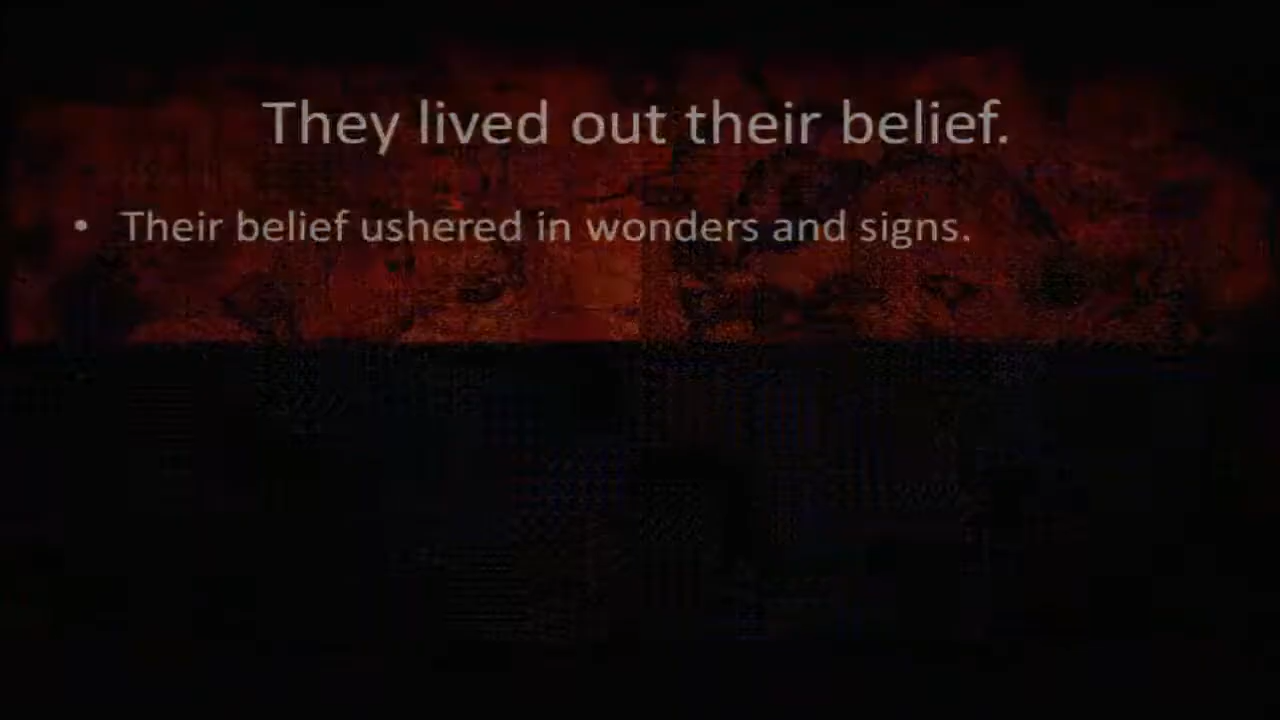 They lived out their belief.
• Their belief ushered in wonders and signs.